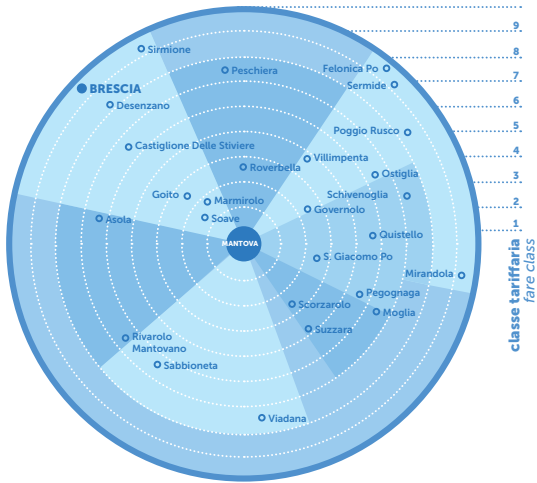 9
Sirmione
8
Peschiera
Felonica Po
7
BRESCIA
Sermide
Desenzano
6
5
Poggio Rusco
Castiglione Delle Stiviere
4
Villimpenta
Roverbella
Ostiglia
3
Goito
Schivenoglia
Marmirolo
2
Governolo
Soave
Asola
1
Quistello
MANTOVA
S. Giacomo Po
Mirandola
Pegognaga
Scorzarolo
Moglia
Suzzara
Rivarolo
Mantovano
Sabbioneta
Viadana
classe tariffaria
fare class